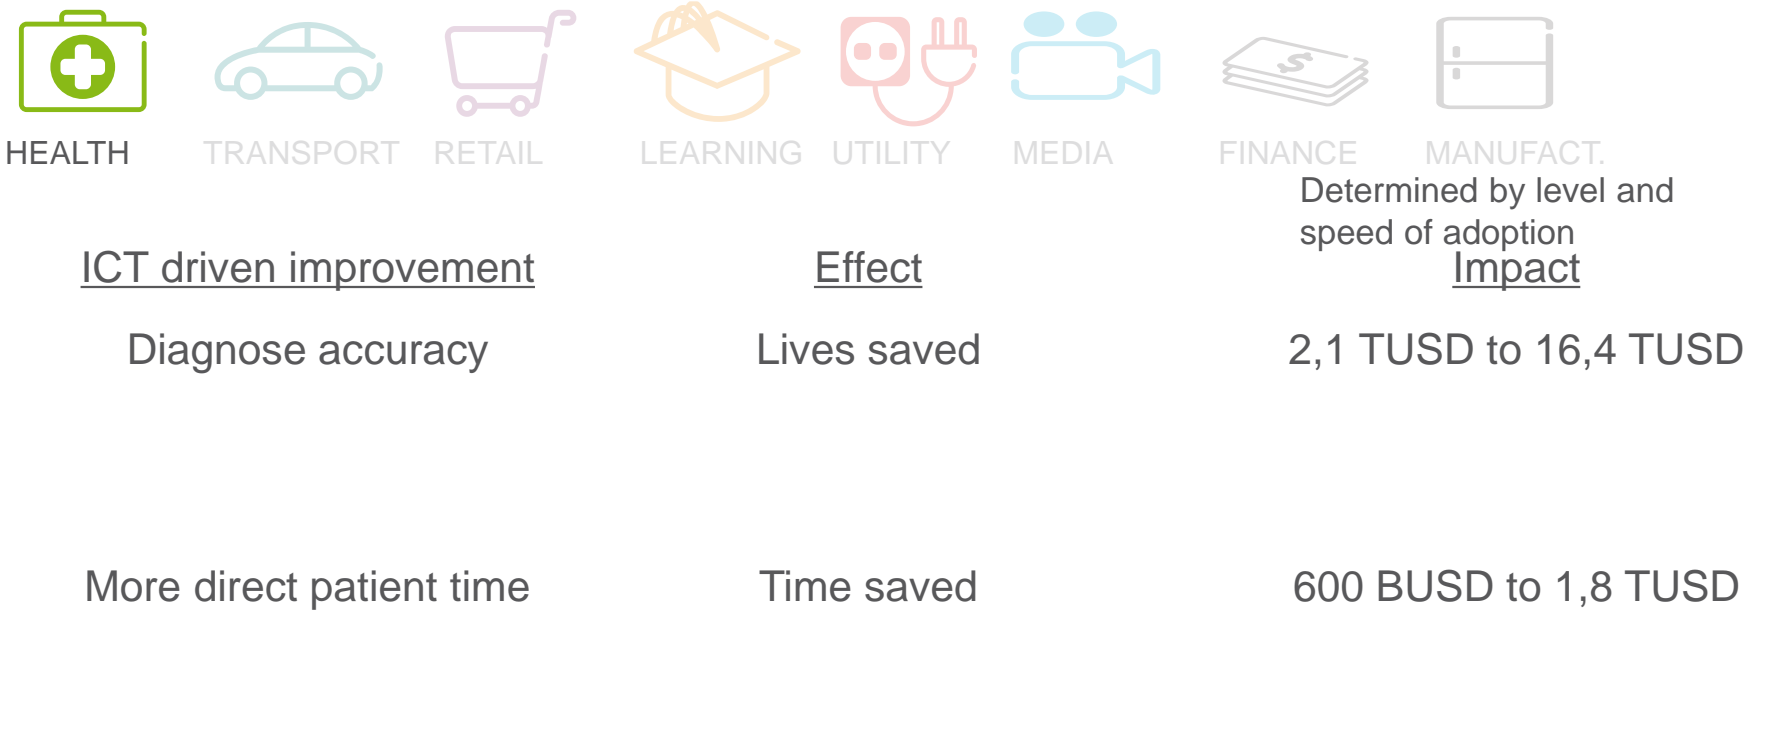 HEALTH TRANSPORT RETAIL LEARNING UTILITY MEDIA FINANCE MANUFACT.
Determined by level and
speed of adoption
ICT driven improvement Effect Impact
Diagnose accuracy Lives saved 2,1 TUSD to 16,4 TUSD
More direct patient time Time saved 600 BUSD to 1,8 TUSD